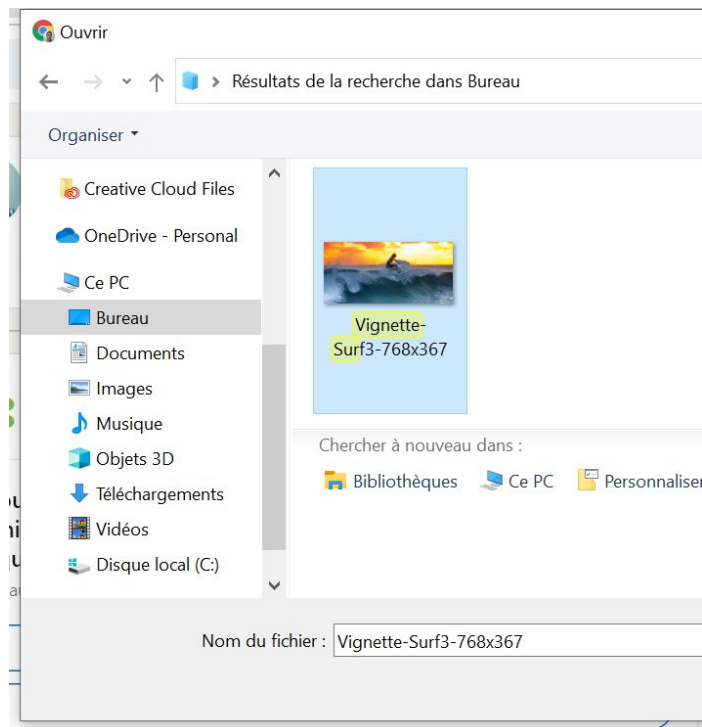 Ouvrir
Résultats de la recherche dans Bureau
Organiser
Creative Cloud Files
OneDrive - Personal
Ce PC
Bureau
Documents
Images
Musique
Objets 3D
Téléchargements
Vidéos
Disque local (C:)
Vignette-
Surf3-768x367
Chercher à nouveau dans :
Bibliothèques
Ce PC
Personnaliser
Nom du fichier :
Vignette-Surf3-768x367